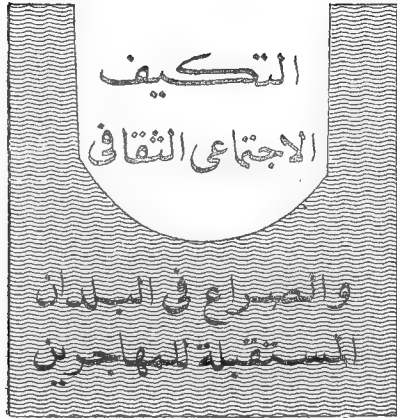 التكيف
الاجتماعى الثقافى
والصراع فى البلدان
المستقبلة للمهاجرين